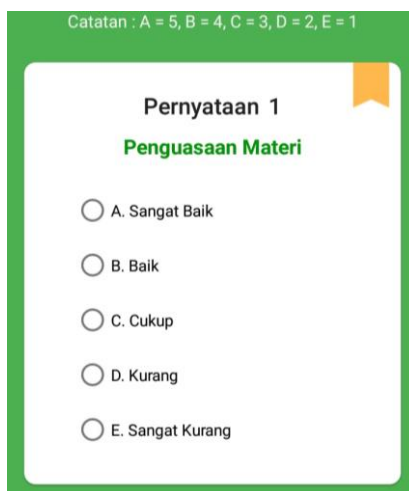 Catatan : A = 5, B = 4, C = 3, D = 2, E = 1
Pernyataan 1
Penguasaan Materi
A. Sangat Baik
B. Baik
C. Cukup
D. Kurang
E. Sangat Kurang